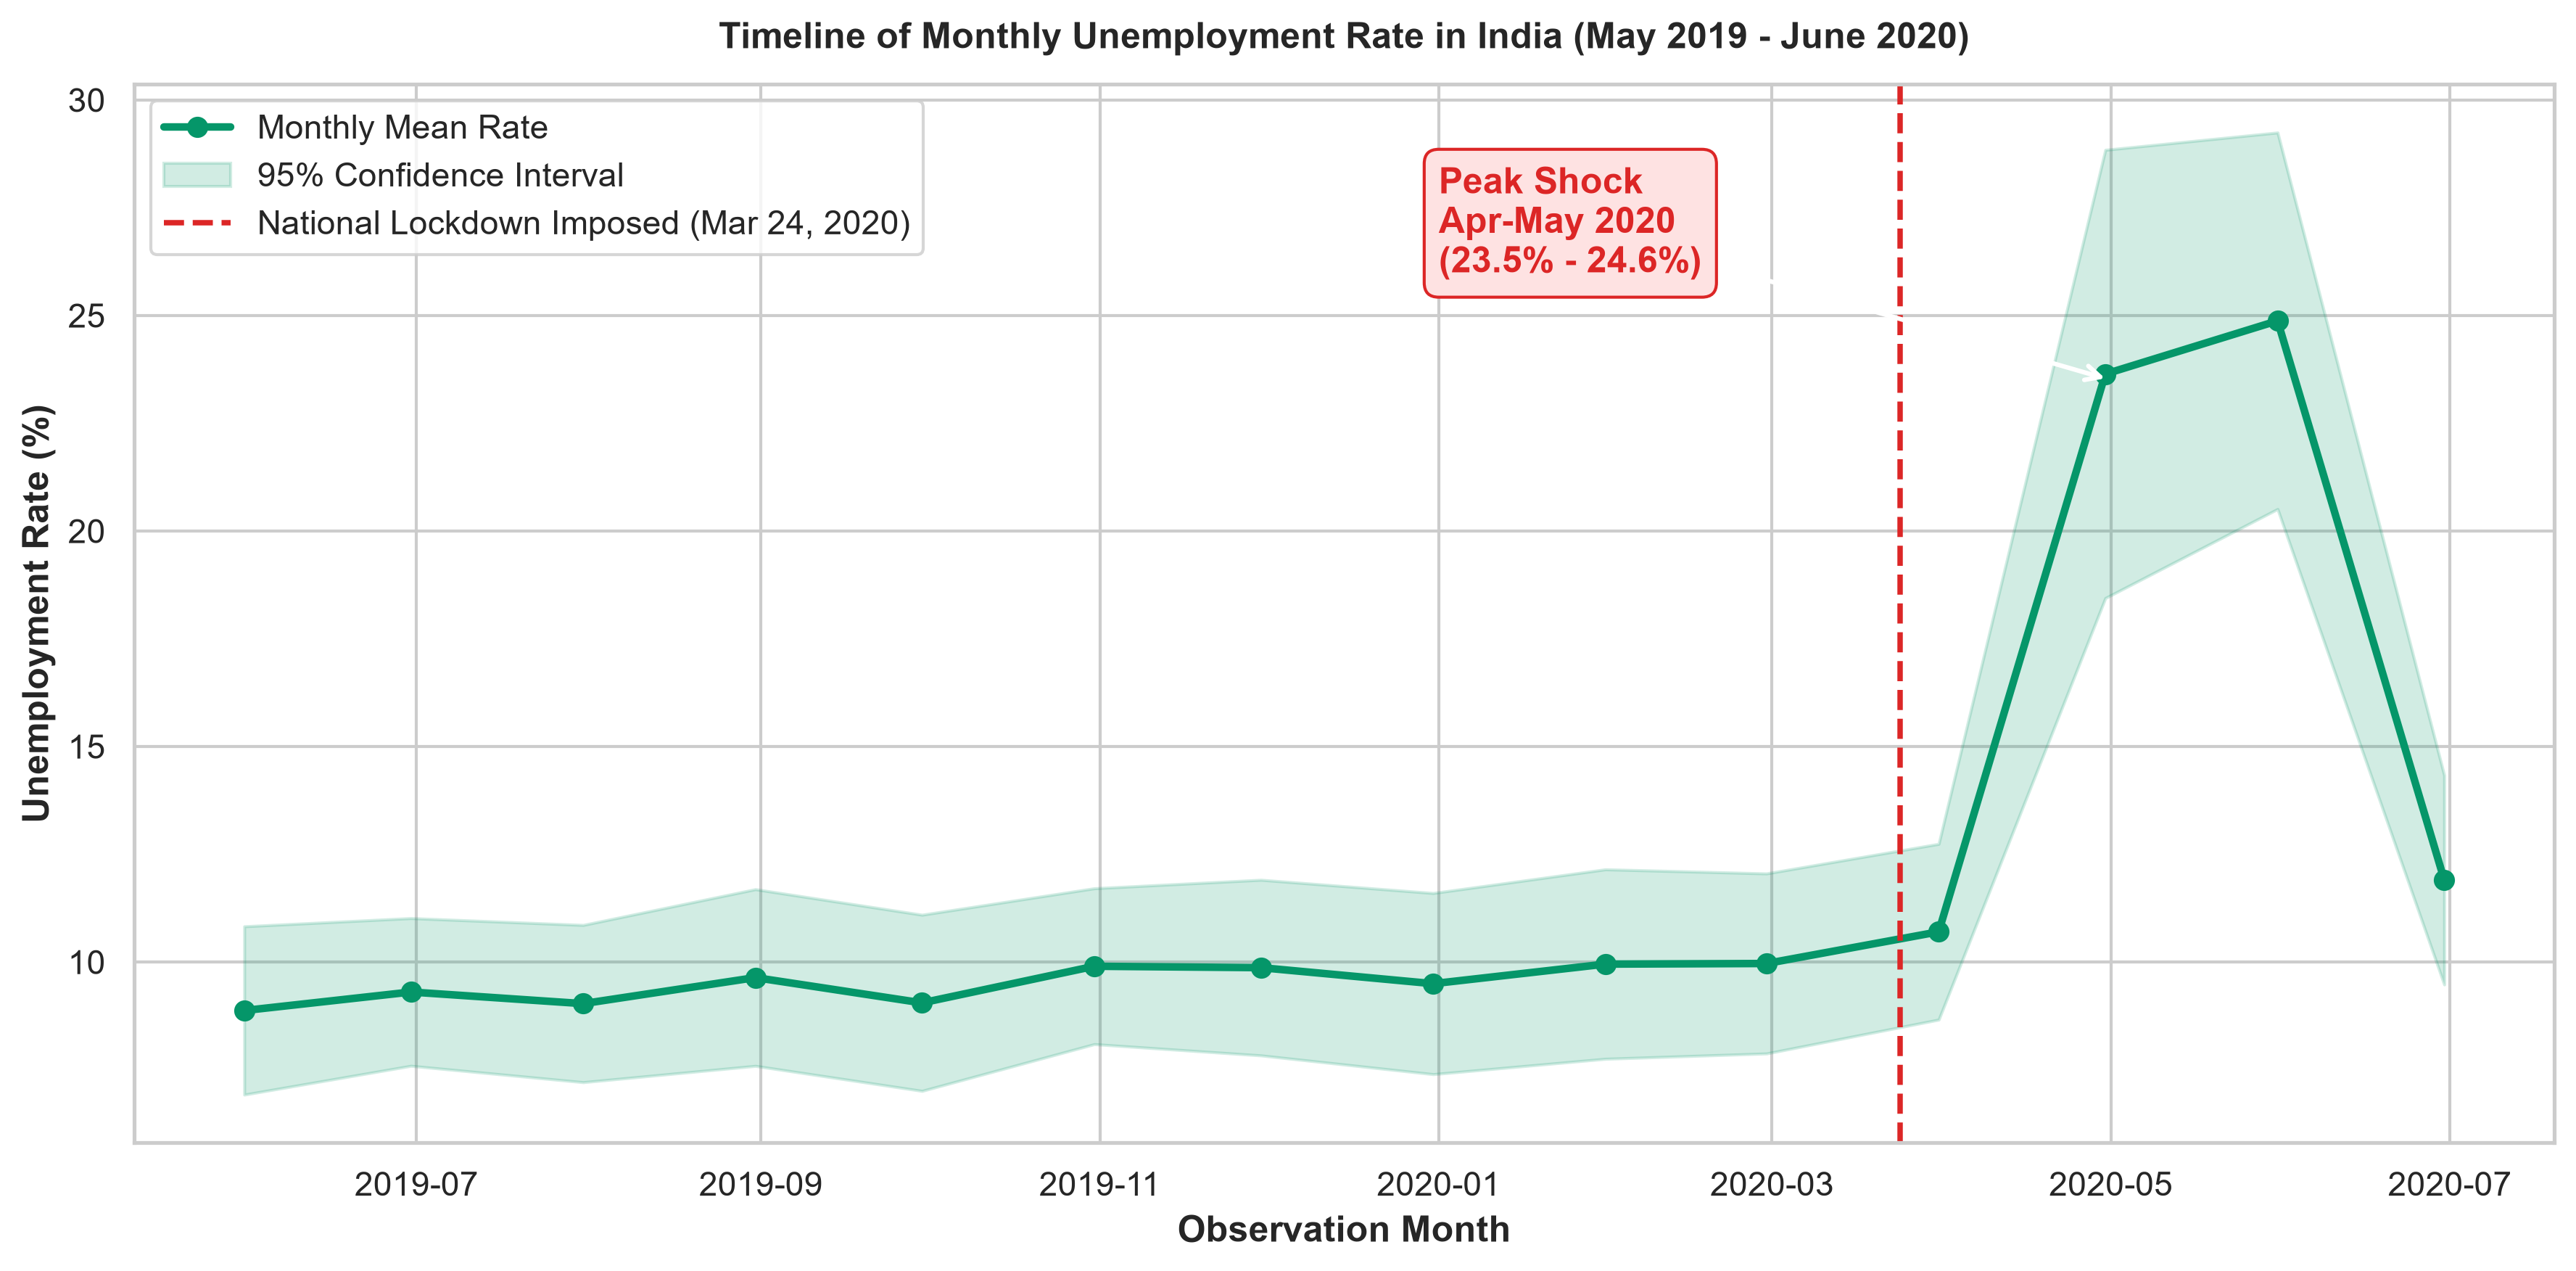 Timeline of Monthly Unemployment Rate in India (May 2019 - June 2020)
30
25
20
15
10
Unemployment Rate (%)
Monthly Mean Rate
95% Confidence Interval
National Lockdown Imposed (Mar 24, 2020)
Peak Shock
Apr-May 2020
(23.5% - 24.6%)
2019-07
2019-09
2019-11
2020-01
2020-03
2020-05
2020-07
Observation Month